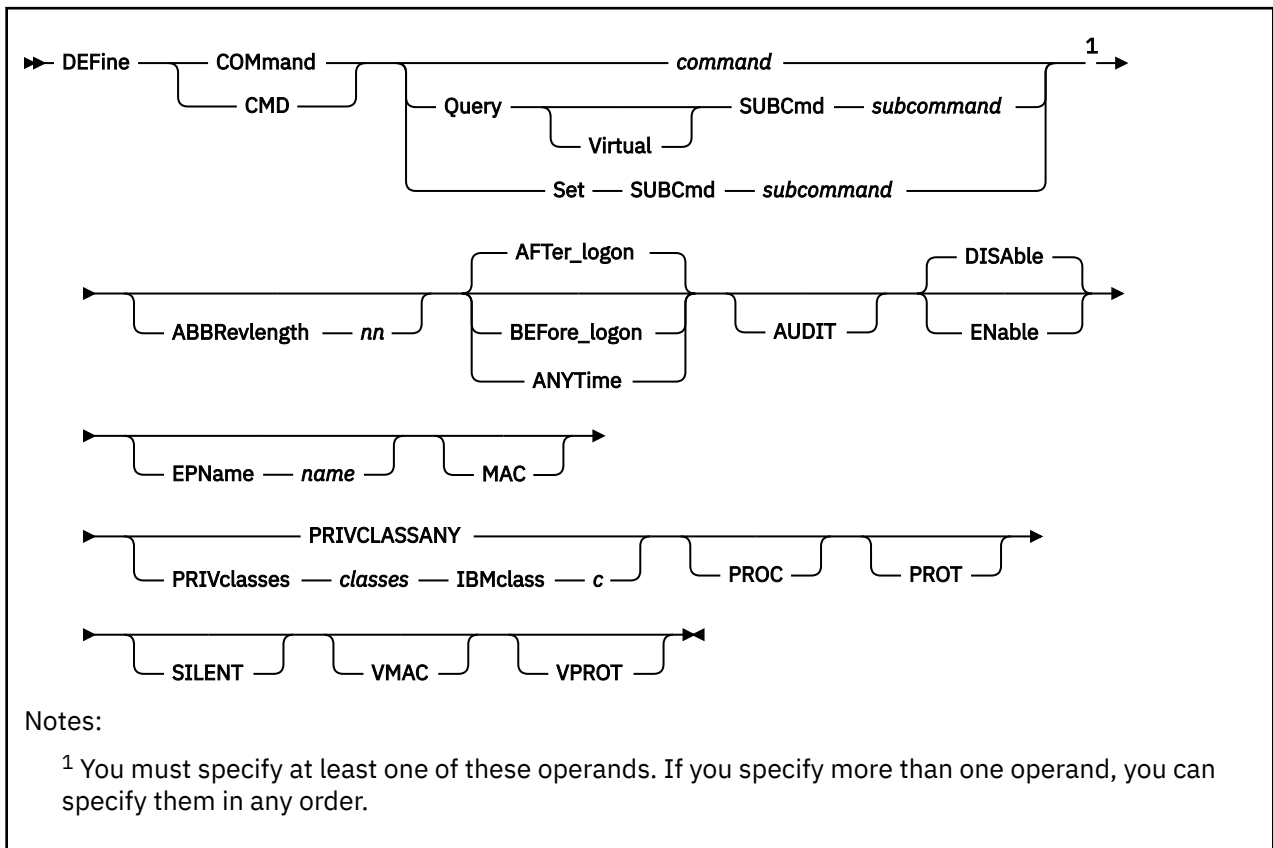 1
DEFine COMmand command
CMD Query SUBCmd subcommand
Virtual
Set SUBCmd subcommand
AFTer_logon DISAble
ABBRevlength nn BEFore_logon AUDIT ENable
ANYTime
EPName name MAC
PRIVCLASSANY
PRIVclasses classes IBMclass c PROC PROT
SILENT VMAC VPROT
Notes:
1 You must specify at least one of these operands. If you specify more than one operand, you can
specify them in any order.